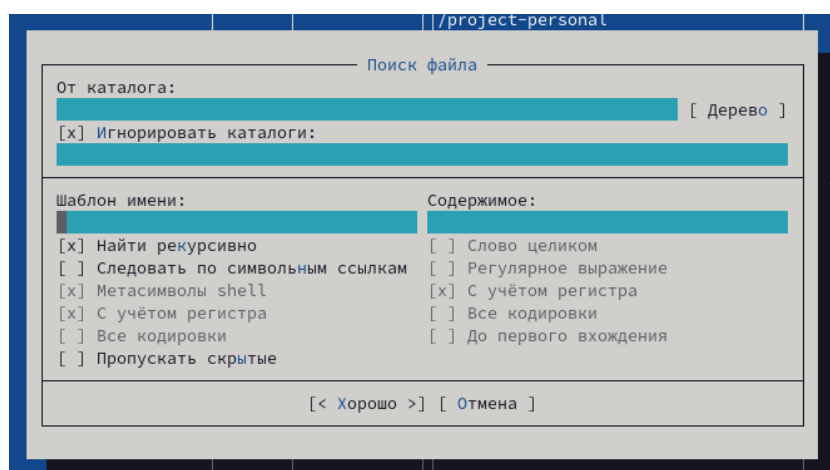 /project-personal
Поиск файла
От каталога:
[ Дерево ]
[x] Игнорировать каталоги:
Шаблон имени: Содержимое:
[x] Найти рекурсивно [ ] Слово целиком
[ ] Следовать по символьным ссылкам [ ] Регулярное выражение
[x] Метасимволы shell [x] С учётом регистра
[x] С учётом регистра [ ] Все кодировки
[ ] Все кодировки [ ] До первого вхождения
[ ] Пропускать скрытые
[< Хорошо >] [ Отмена ]